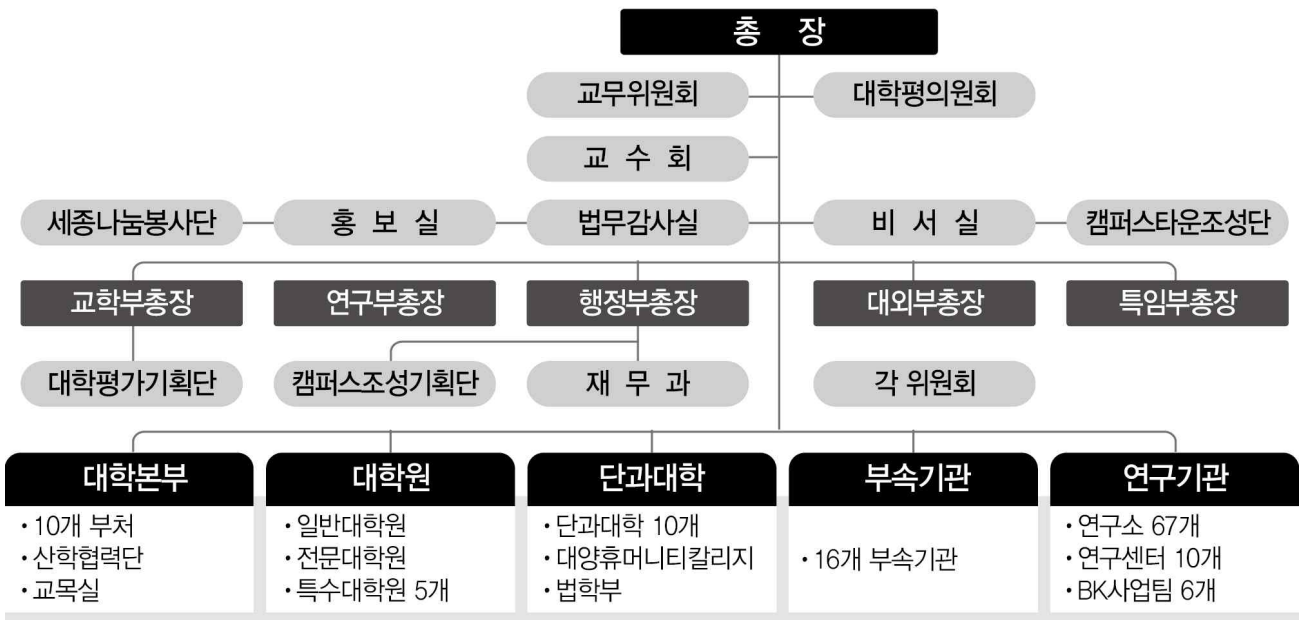 총 장
교무위원회
대학평의원회
교 수 회
세종나눔봉사단
홍 보 실
법무감사실
비 서 실
캠퍼스타운조성단
교학부총장
연구부총장
행정부총장
대외부총장
특임부총장
대학평가기획단
캠퍼스조성기획단
재 무 과
각 위원회
대학본부
• 10개 부처
• 산학협력단
• 교목실
대학원
• 일반대학원
• 전문대학원
• 특수대학원 5개
단과대학
• 단과대학 10개
• 대양휴머니티칼리지
• 법학부
부속기관
• 16개 부속기관
연구기관
• 연구소 67개
• 연구센터 10개
• BK사업팀 6개